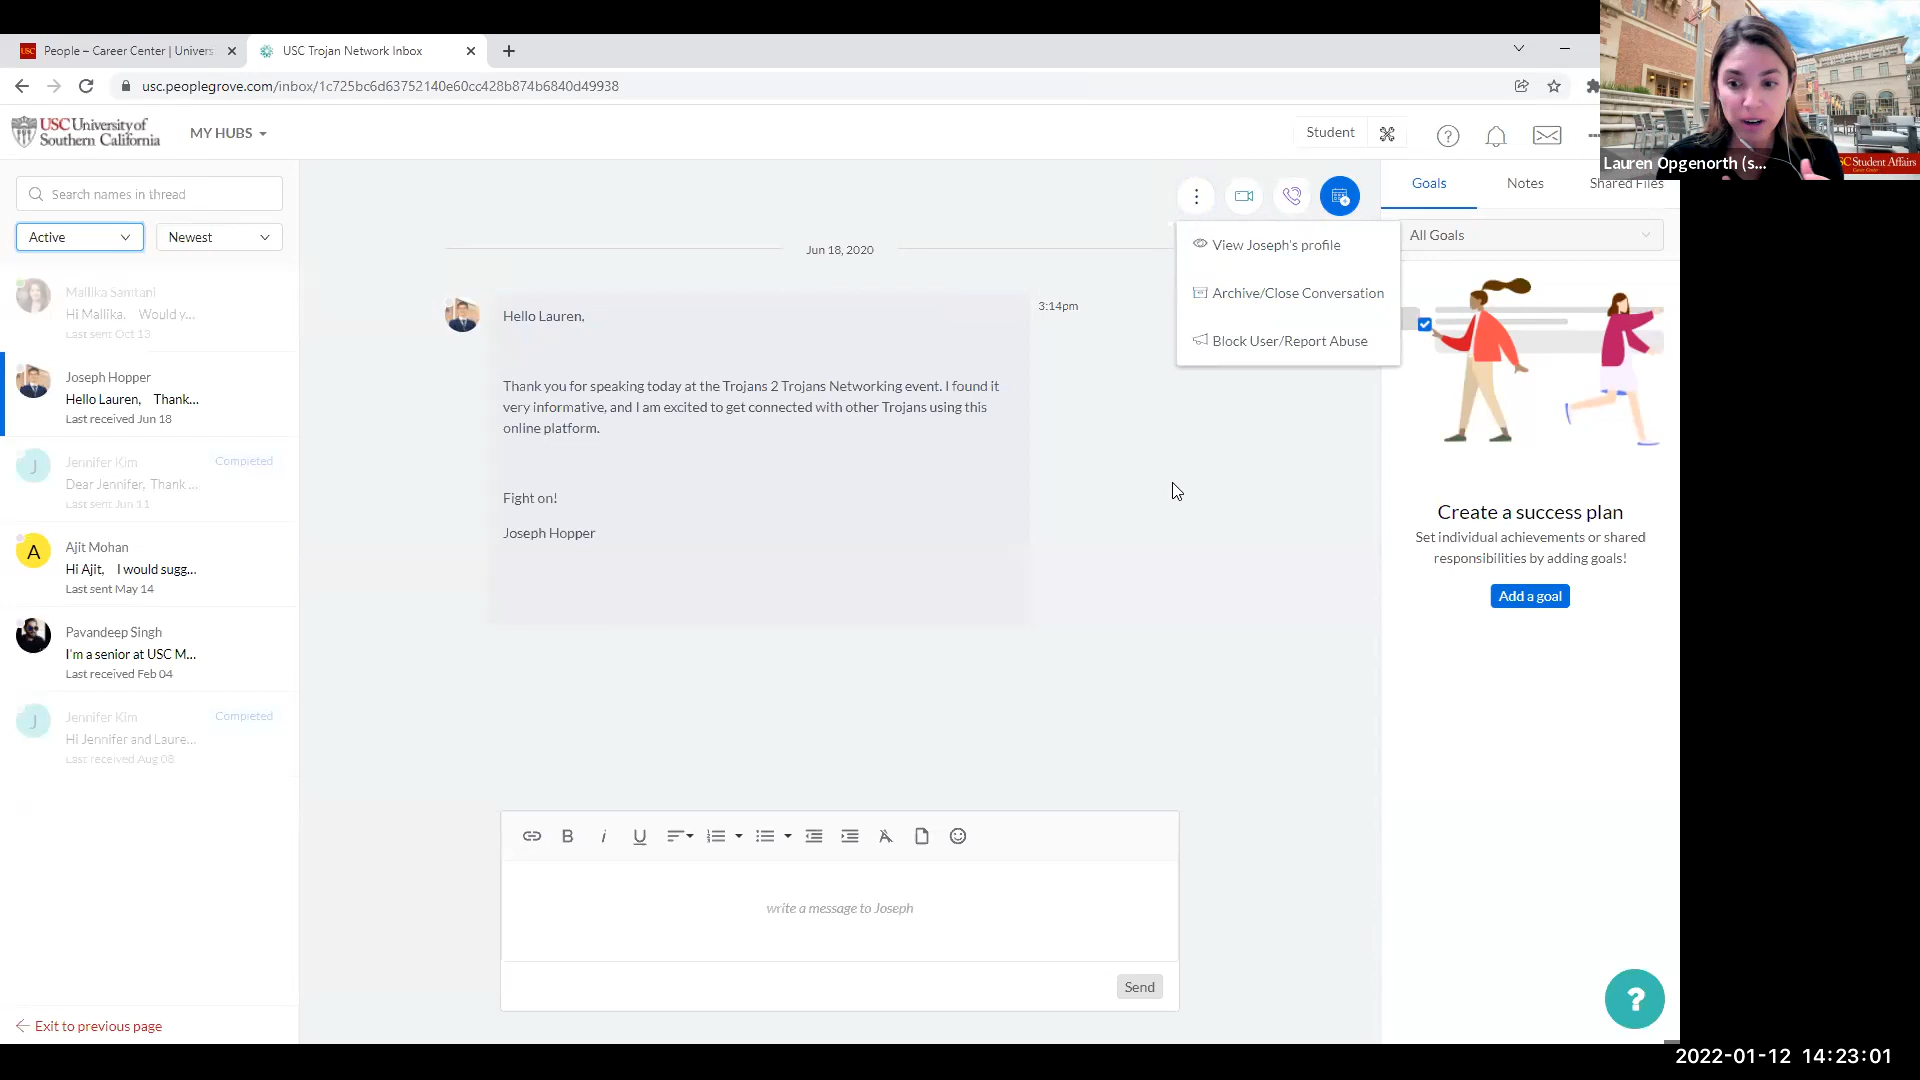 People – Career Center | Univers
USC Trojan Network Inbox
usc.peoplegrove.com/inbox/1c725bc6d63752140e60cc428b874b6840d49938
USC University of
Southern California
MY HUBS
Student
Lauren Opgenorth (s...
SC Student Affairs
Search names in thread
Active
Newest
Mallika Samtani
Hi Mallika, Would y...
Last sent Oct 13
Joseph Hopper
Hello Lauren, Thank...
Last received Jun 18
Jennifer Kim
Completed
Dear Jennifer, Thank ...
Last sent Jun 11
Ajit Mohan
Hi Ajit, I would sugg...
Last sent May 14
Pavandeep Singh
I'm a senior at USC M...
Last received Feb 04
Jennifer Kim
Completed
Hi Jennifer and Laure...
Last received Aug 08
Exit to previous page
Jun 18, 2020
3:14pm
Hello Lauren,
Thank you for speaking today at the Trojans 2 Trojans Networking event. I found it
very informative, and I am excited to get connected with other Trojans using this
online platform.
Fight on!
Joseph Hopper
View Joseph's profile
Archive/Close Conversation
Block User/Report Abuse
write a message to Joseph
Send
Goals
Notes
Shared Files
All Goals
Create a success plan
Set individual achievements or shared
responsibilities by adding goals!
Add a goal
2022-01-12 14:23:01